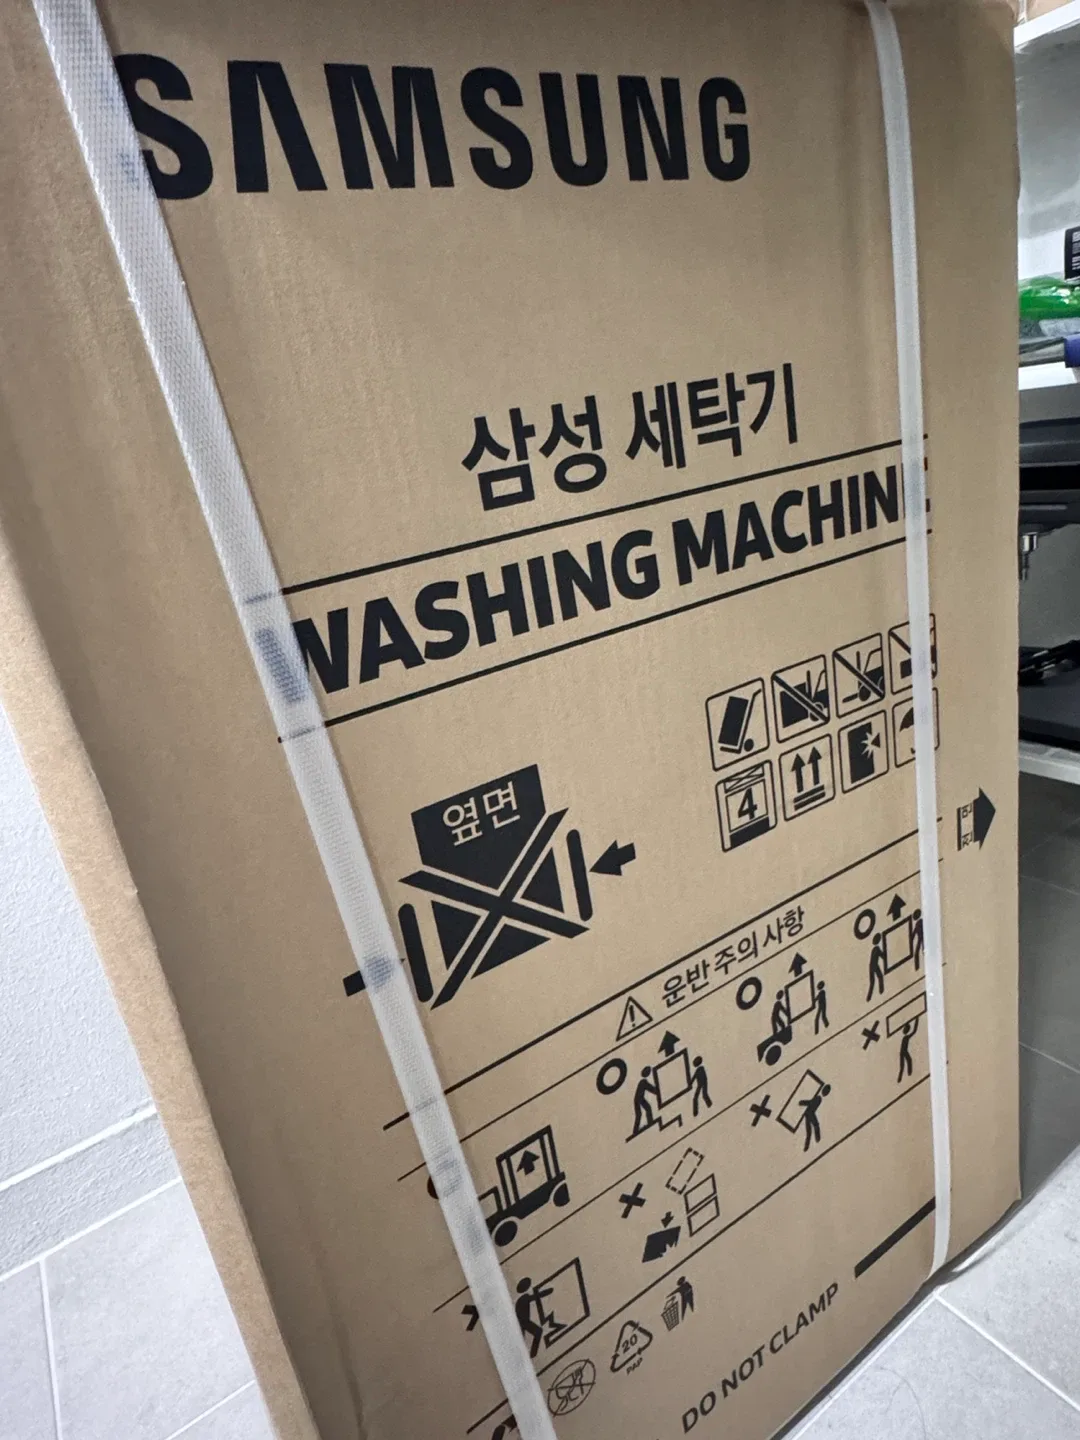 SAMSUNG
삼성 세탁기
WASHING MACHINE
옆면
4
운반 주의 사항
20
PAP
DO NOT CLAMP